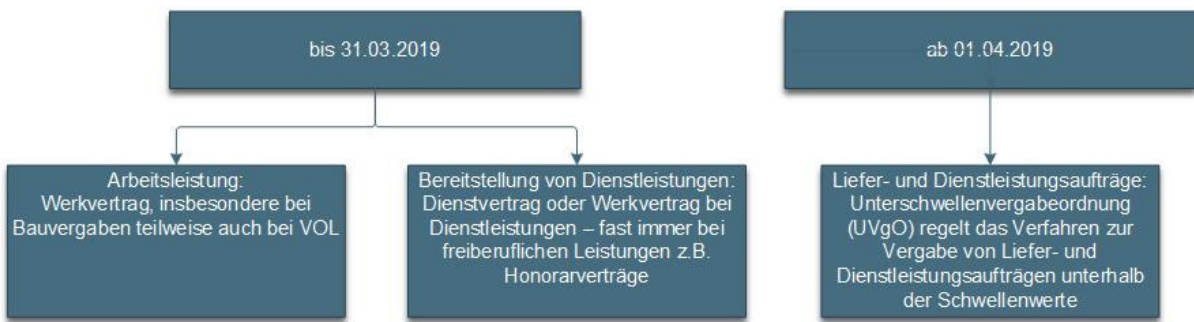 bis 31.03.2019
ab 01.04.2019
Arbeitsleistung:
Werkvertrag, insbesondere bei
Bauvergaben teilweise auch bei VOL
Bereitstellung von Dienstleistungen:
Dienstvertrag oder Werkvertrag bei
Dienstleistungen – fast immer bei
freiberuflichen Leistungen z.B.
Honorarverträge
Liefer- und Dienstleistungsaufträge:
Unterschwellenvergabeordnung
(UVgO) regelt das Verfahren zur
Vergabe von Liefer- und
Dienstleistungsaufträgen unterhalb
der Schwellenwerte